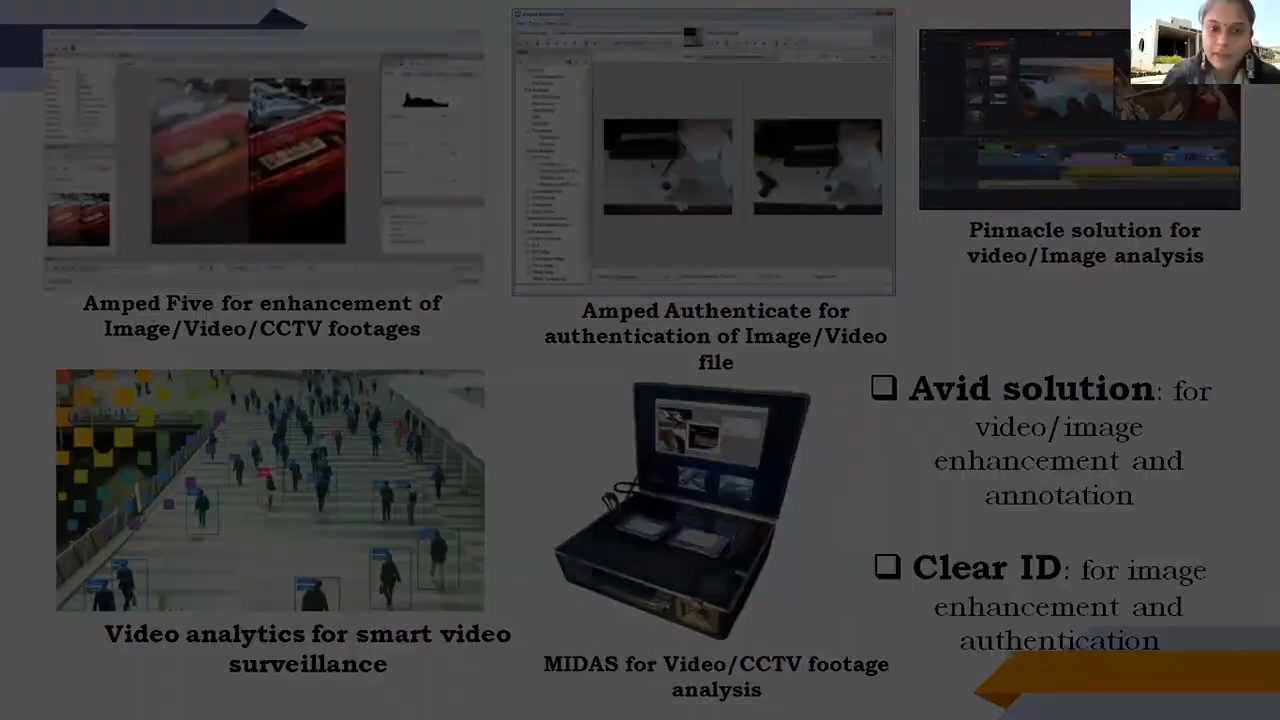 Amped Five for enhancement of
Image/Video/CCTV footages
Amped Authenticate for
authentication of Image/Video
file
Pinnacle solution for
video/Image analysis
Video analytics for smart video
surveillance
MIDAS for Video/CCTV footage
analysis
❑ Avid solution: for
video/image
enhancement and
annotation
❑ Clear ID: for image
enhancement and
authentication